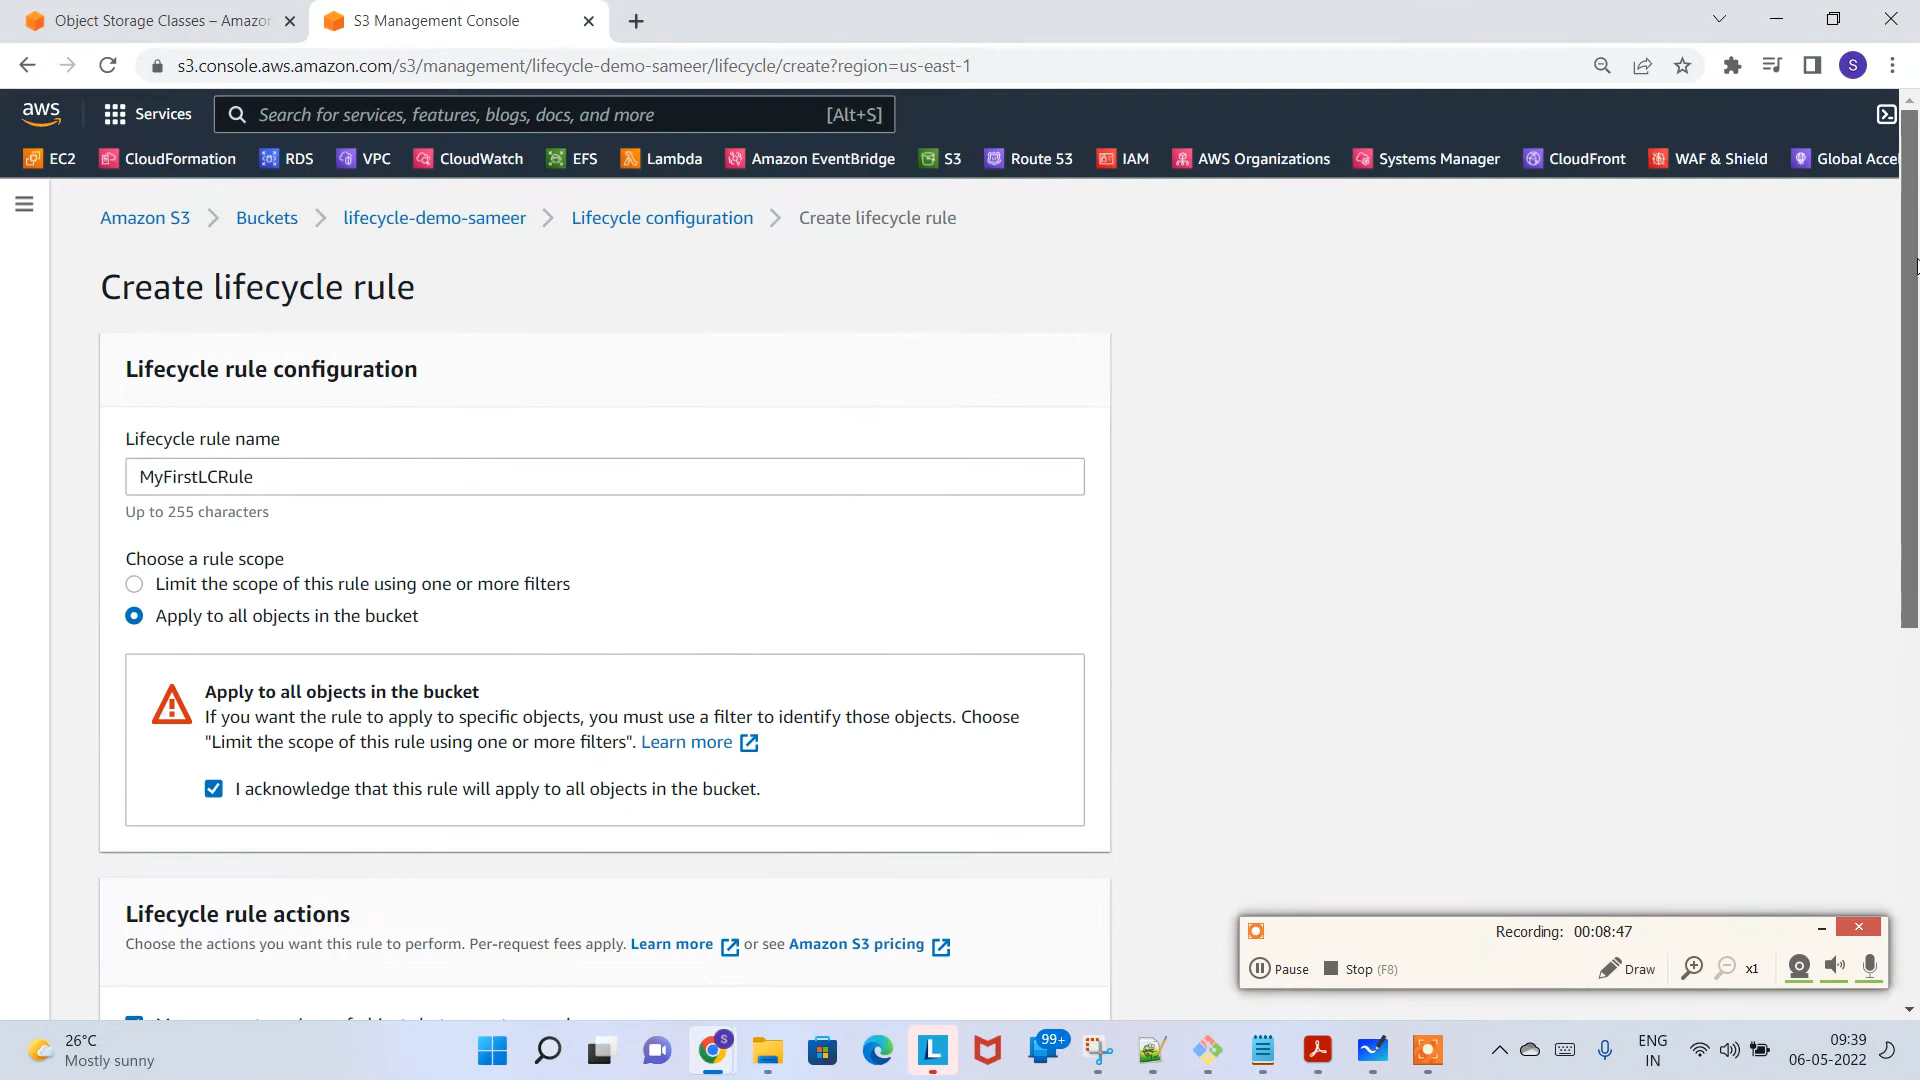 Object Storage Classes – Amazon
S3 Management Console
s3.console.aws.amazon.com/s3/management/lifecycle-demo-sameer/lifecycle/create?region=us-east-1
S
aws
Services
Search for services, features, blogs, docs, and more
[Alt+S]
EC2 CloudFormation RDS VPC CloudWatch EFS Lambda Amazon EventBridge S3 Route 53 IAM AWS Organizations Systems Manager CloudFront WAF & Shield Global Acce
Amazon S3 > Buckets > lifecycle-demo-sameer > Lifecycle configuration > Create lifecycle rule
Create lifecycle rule
Lifecycle rule configuration
Lifecycle rule name
MyFirstLCRule
Up to 255 characters
Choose a rule scope
Limit the scope of this rule using one or more filters
Apply to all objects in the bucket
Apply to all objects in the bucket
If you want the rule to apply to specific objects, you must use a filter to identify those objects. Choose
"Limit the scope of this rule using one or more filters". Learn more
I acknowledge that this rule will apply to all objects in the bucket.
Lifecycle rule actions
Choose the actions you want this rule to perform. Per-request fees apply. Learn more or see Amazon S3 pricing
Recording: 00:08:47
Pause
Stop (F8)
Draw
x1
26°C
Mostly sunny
S
99+
ENG
IN
09:39
06-05-2022